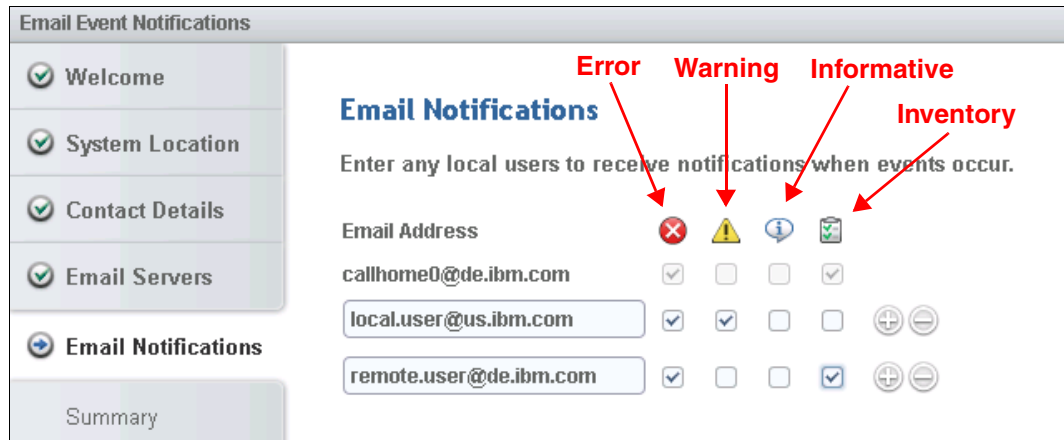 Email Event Notifications
Welcome
System Location
Contact Details
Email Servers
Email Notifications
Summary
Error Warning Informative
Inventory
Email Notifications
Enter any local users to receive notifications when events occur.
Email Address
callhome0@de.ibm.com
local.user@us.ibm.com
remote.user@de.ibm.com